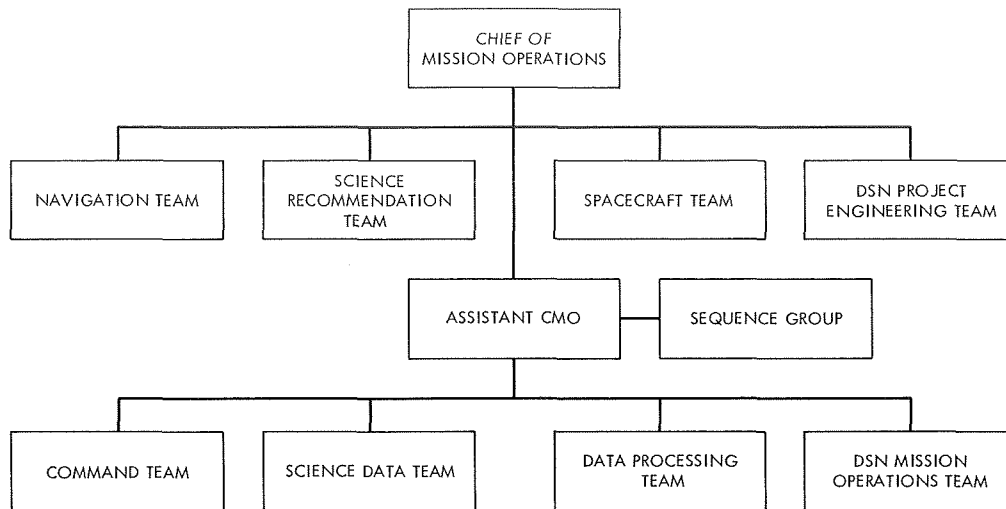 CHIEF OF
MISSION OPERATIONS
NAVIGATION TEAM
SCIENCE
RECOMMENDATION
TEAM
SPACECRAFT TEAM
DSN PROJECT
ENGINEERING TEAM
ASSISTANT CMO
SEQUENCE GROUP
COMMAND TEAM
SCIENCE DATA TEAM
DATA PROCESSING
TEAM
DSN MISSION
OPERATIONS TEAM